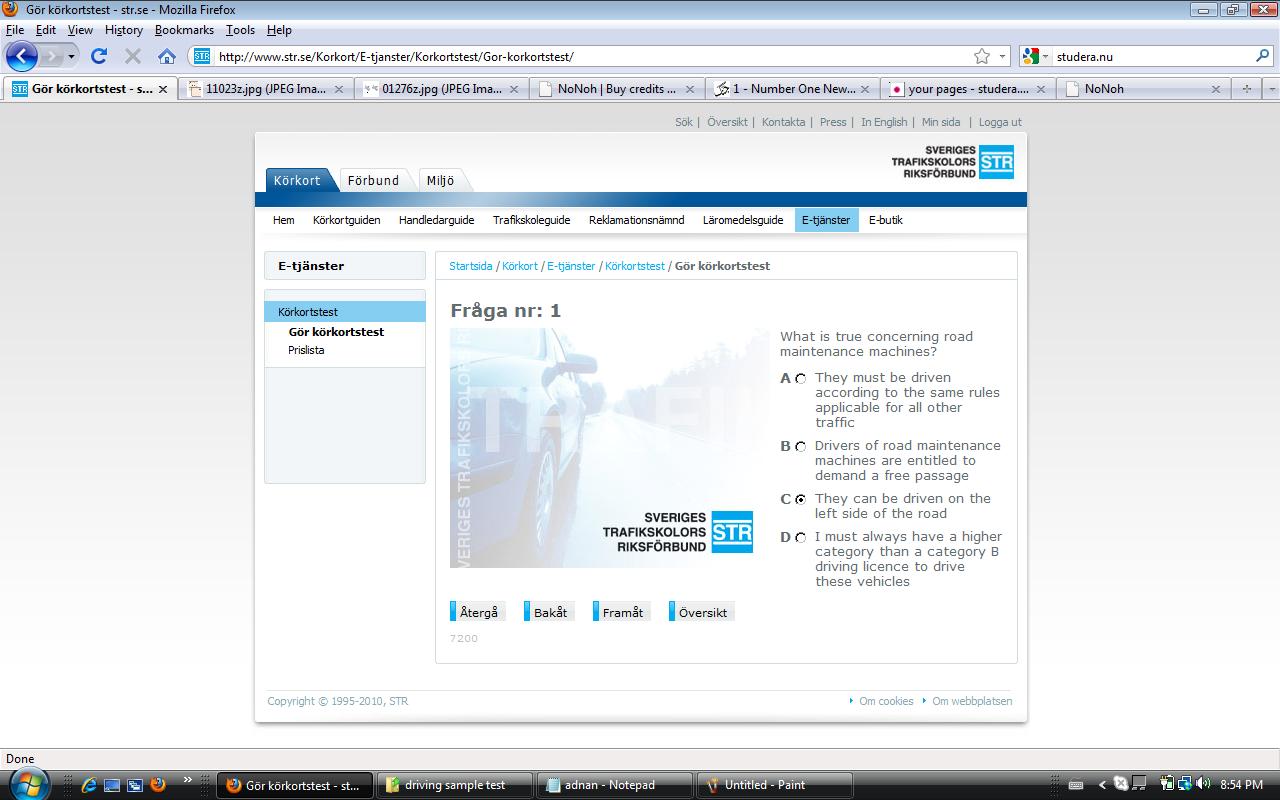 Gör körkortstest - str.se - Mozilla Firefox
File Edit View History Bookmarks Tools Help
STR http://www.str.se/Korkort/E-tjanster/Korkortstest/Gor-korkortstest/ studera.nu
STR Gör körkortstest - s... 11023z.jpg (JPEG Ima... 01276z.jpg (JPEG Ima... NoNoh | Buy credits ... 1 - Number One New... your pages - studera.... NoNoh
Sök | Översikt | Kontakta | Press | In English | Min sida | Logga ut
SVERIGES
TRAFIKSKOLORS
RIKSFÖRBUND
STR
Körkort Förbund Miljö
Hem Körkortguiden Handledarguide Trafikskoleguide Reklamationsnämnd Läromedelsguide E-tjänster E-butik
E-tjänster
Körkortstest
Gör körkortstest
Prislista
Startsida / Körkort / E-tjänster / Körkortstest / Gör körkortstest
Fråga nr: 1
VERIGES TRAFIKSKOLORS RI
TRAFI
SVERIGES
TRAFIKSKOLORS
RIKSFÖRBUND
STR
What is true concerning road
maintenance machines?
A They must be driven
according to the same rules
applicable for all other
traffic
B Drivers of road maintenance
machines are entitled to
demand a free passage
C They can be driven on the
left side of the road
D I must always have a higher
category than a category B
driving licence to drive
these vehicles
Återgå Bakåt Framåt Översikt
7200
Copyright © 1995-2010, STR Om cookies Om webbplatsen
Done
Gör körkortstest - st... driving sample test adnan - Notepad Untitled - Paint 8:54 PM